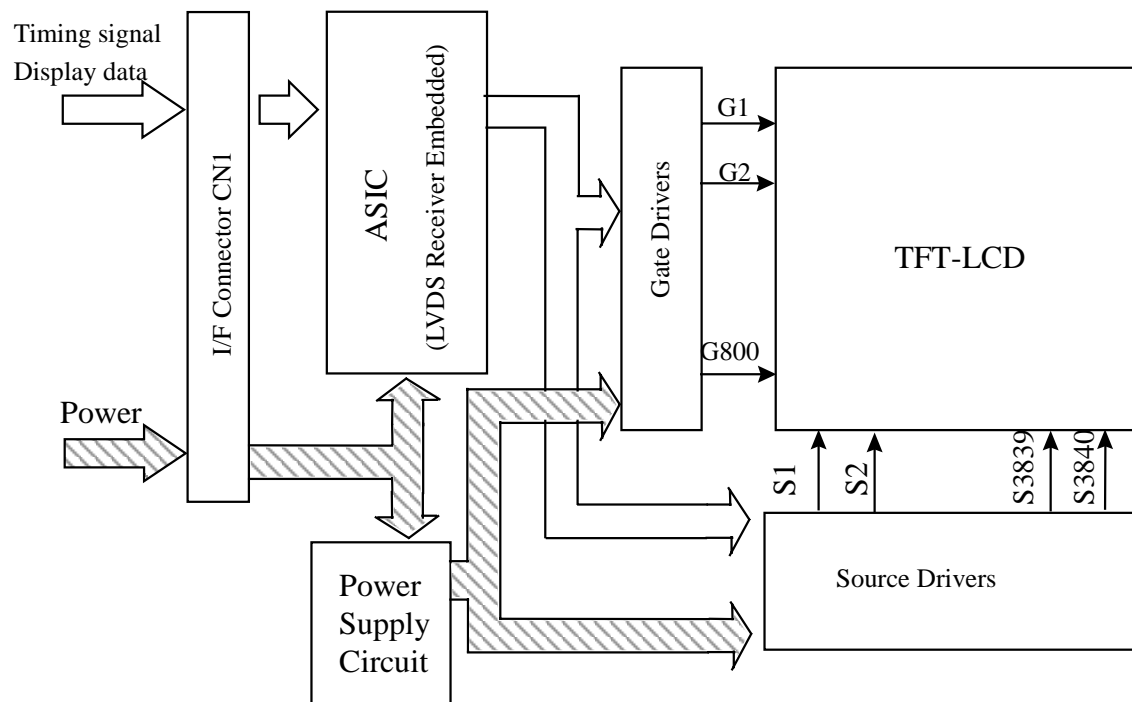 Timing signal
Display data
Power
I/F Connector CN1
ASIC
(LVDS Receiver Embedded)
Power
Supply
Circuit
Gate Drivers
G1
G2
G800
TFT-LCD
S1
S2
S3839
S3840
Source Drivers